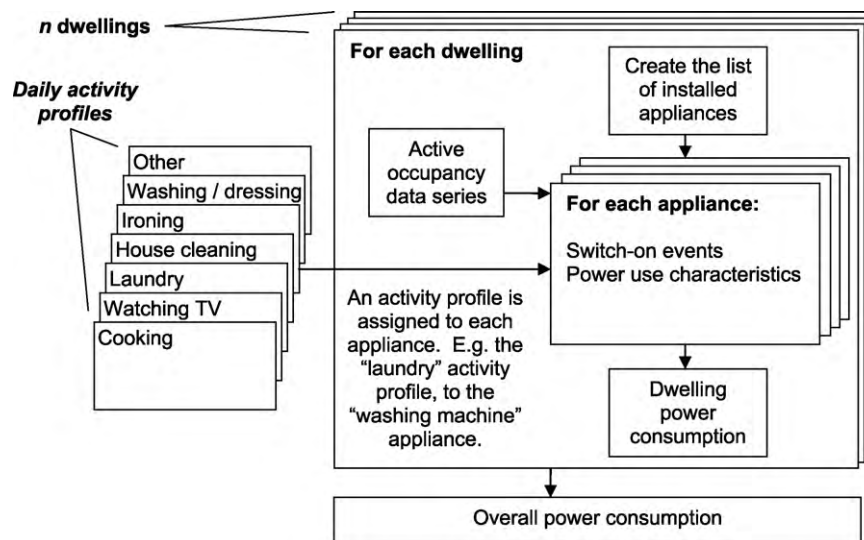 n dwellings
Daily activity
profiles
Other
Washing / dressing
Ironing
House cleaning
Laundry
Watching TV
Cooking
For each dwelling
Create the list
of installed
appliances
Active
occupancy
data series
For each appliance:
Switch-on events
Power use characteristics
An activity profile is
assigned to each
appliance. E.g. the
“laundry” activity
profile, to the
“washing machine”
appliance.
Dwelling
power
consumption
Overall power consumption